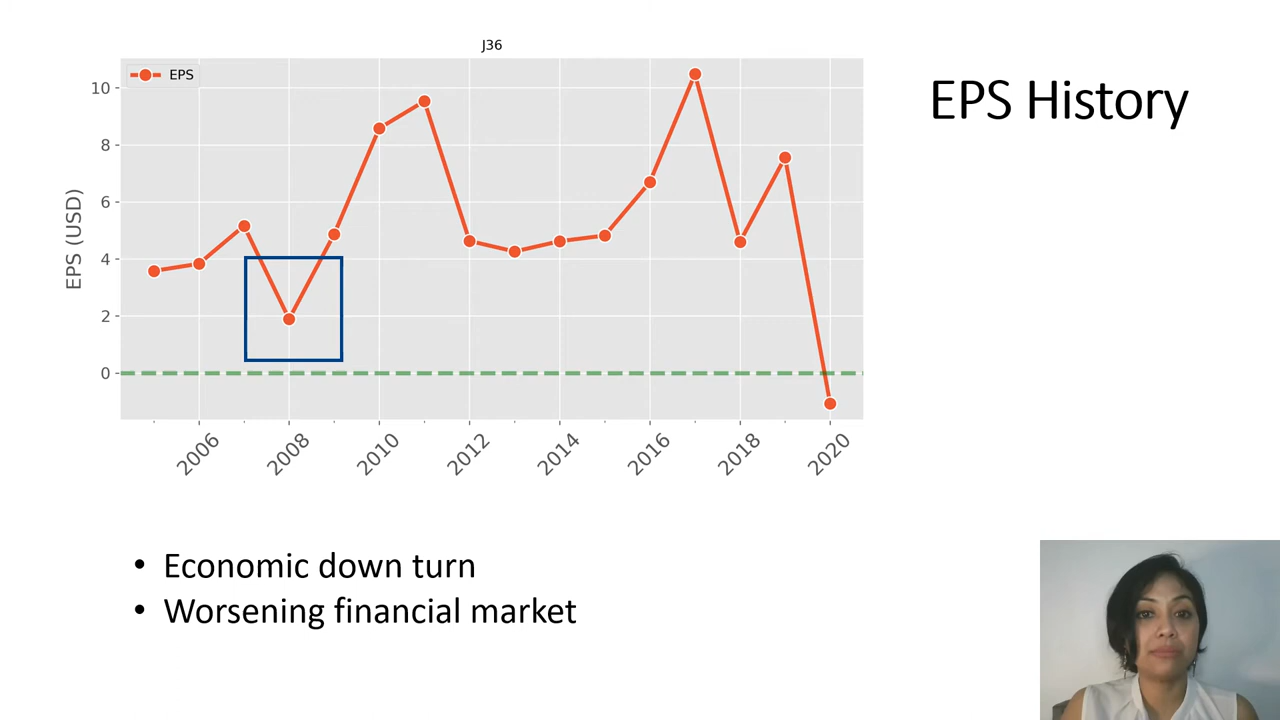 J36
EPS
EPS History
10
8
6
4
2
0
EPS (USD)
2006
2008
2010
2012
2014
2016
2018
2020
• Economic down turn
• Worsening financial market